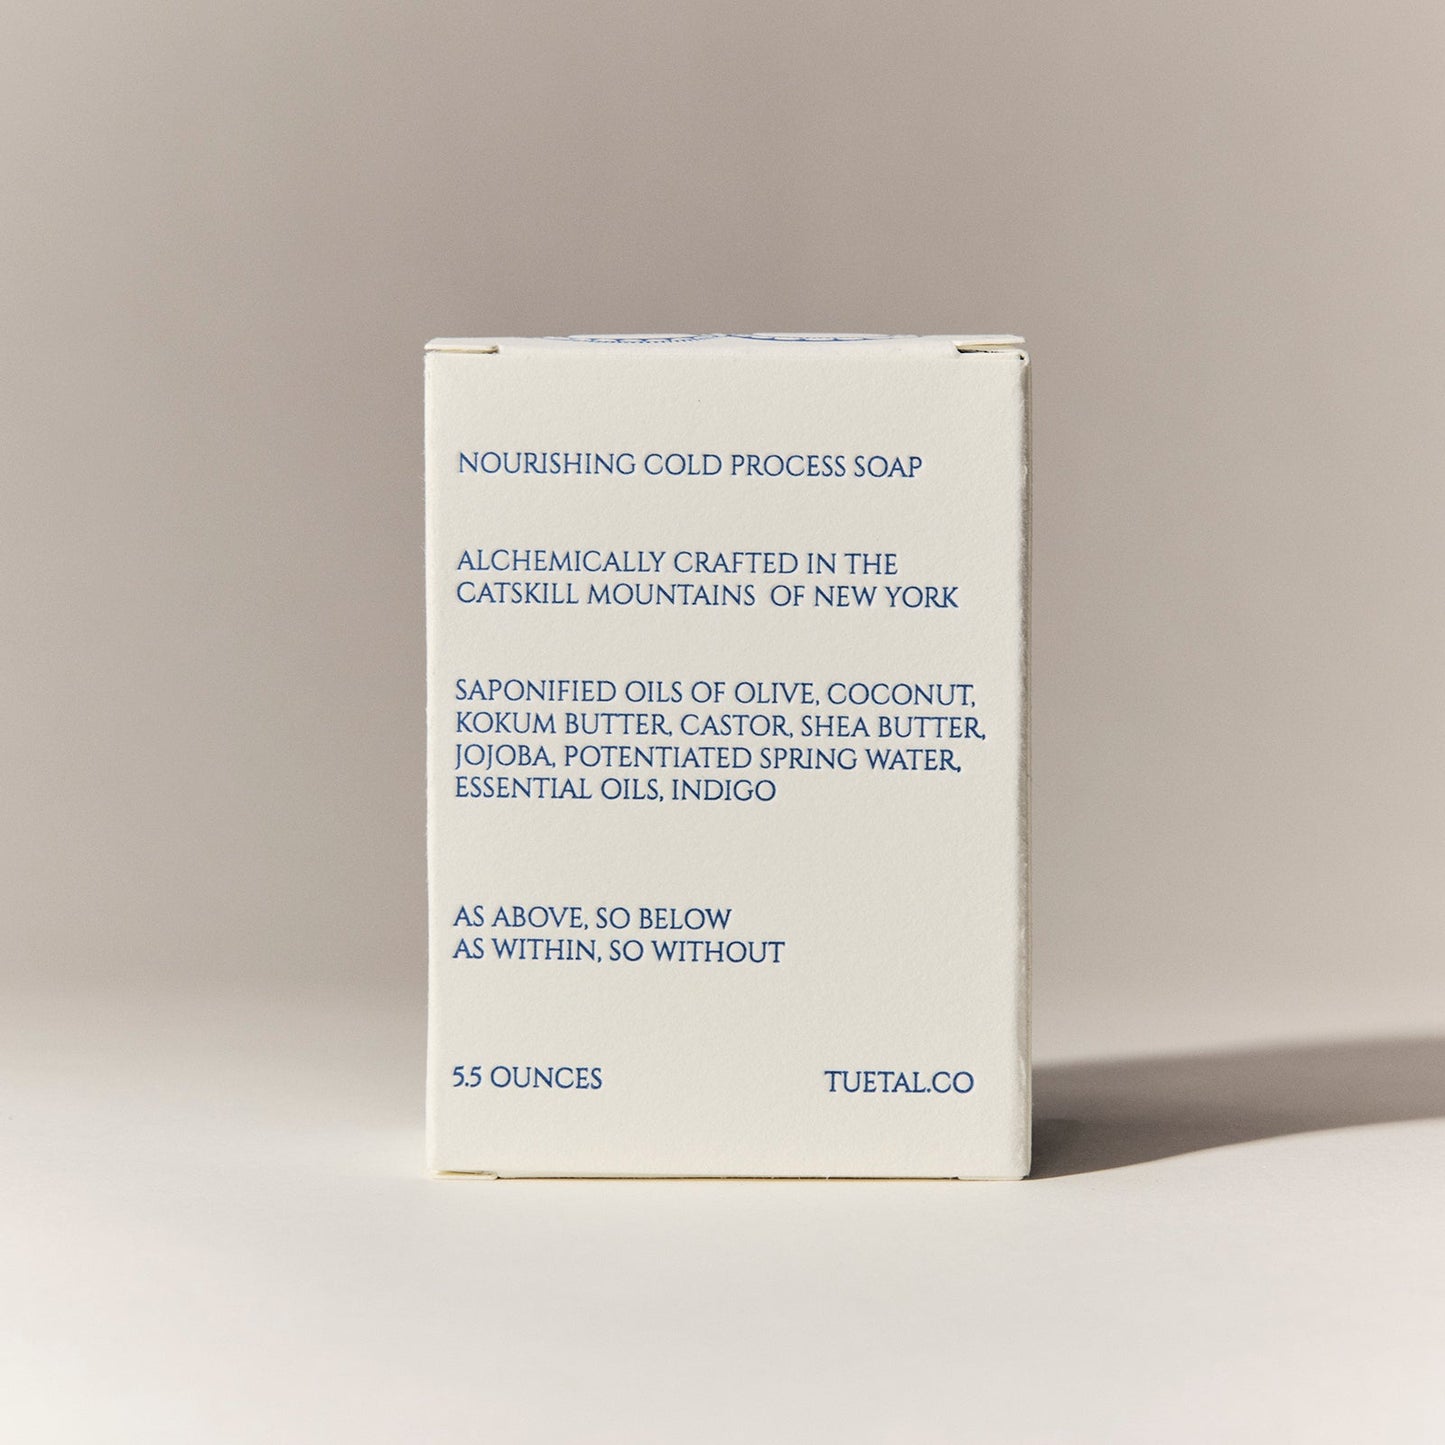 NOURISHING COLD PROCESS SOAP
ALCHEMICALLY CRAFTED IN THE
CATSKILL MOUNTAINS OF NEW YORK
SAPONIFIED OILS OF OLIVE, COCONUT,
KOKUM BUTTER, CASTOR, SHEA BUTTER,
JOJOBA, POTENTIATED SPRING WATER,
ESSENTIAL OILS, INDIGO
AS ABOVE, SO BELOW
AS WITHIN, SO WITHOUT
5.5 OUNCES
TUETAL.CO